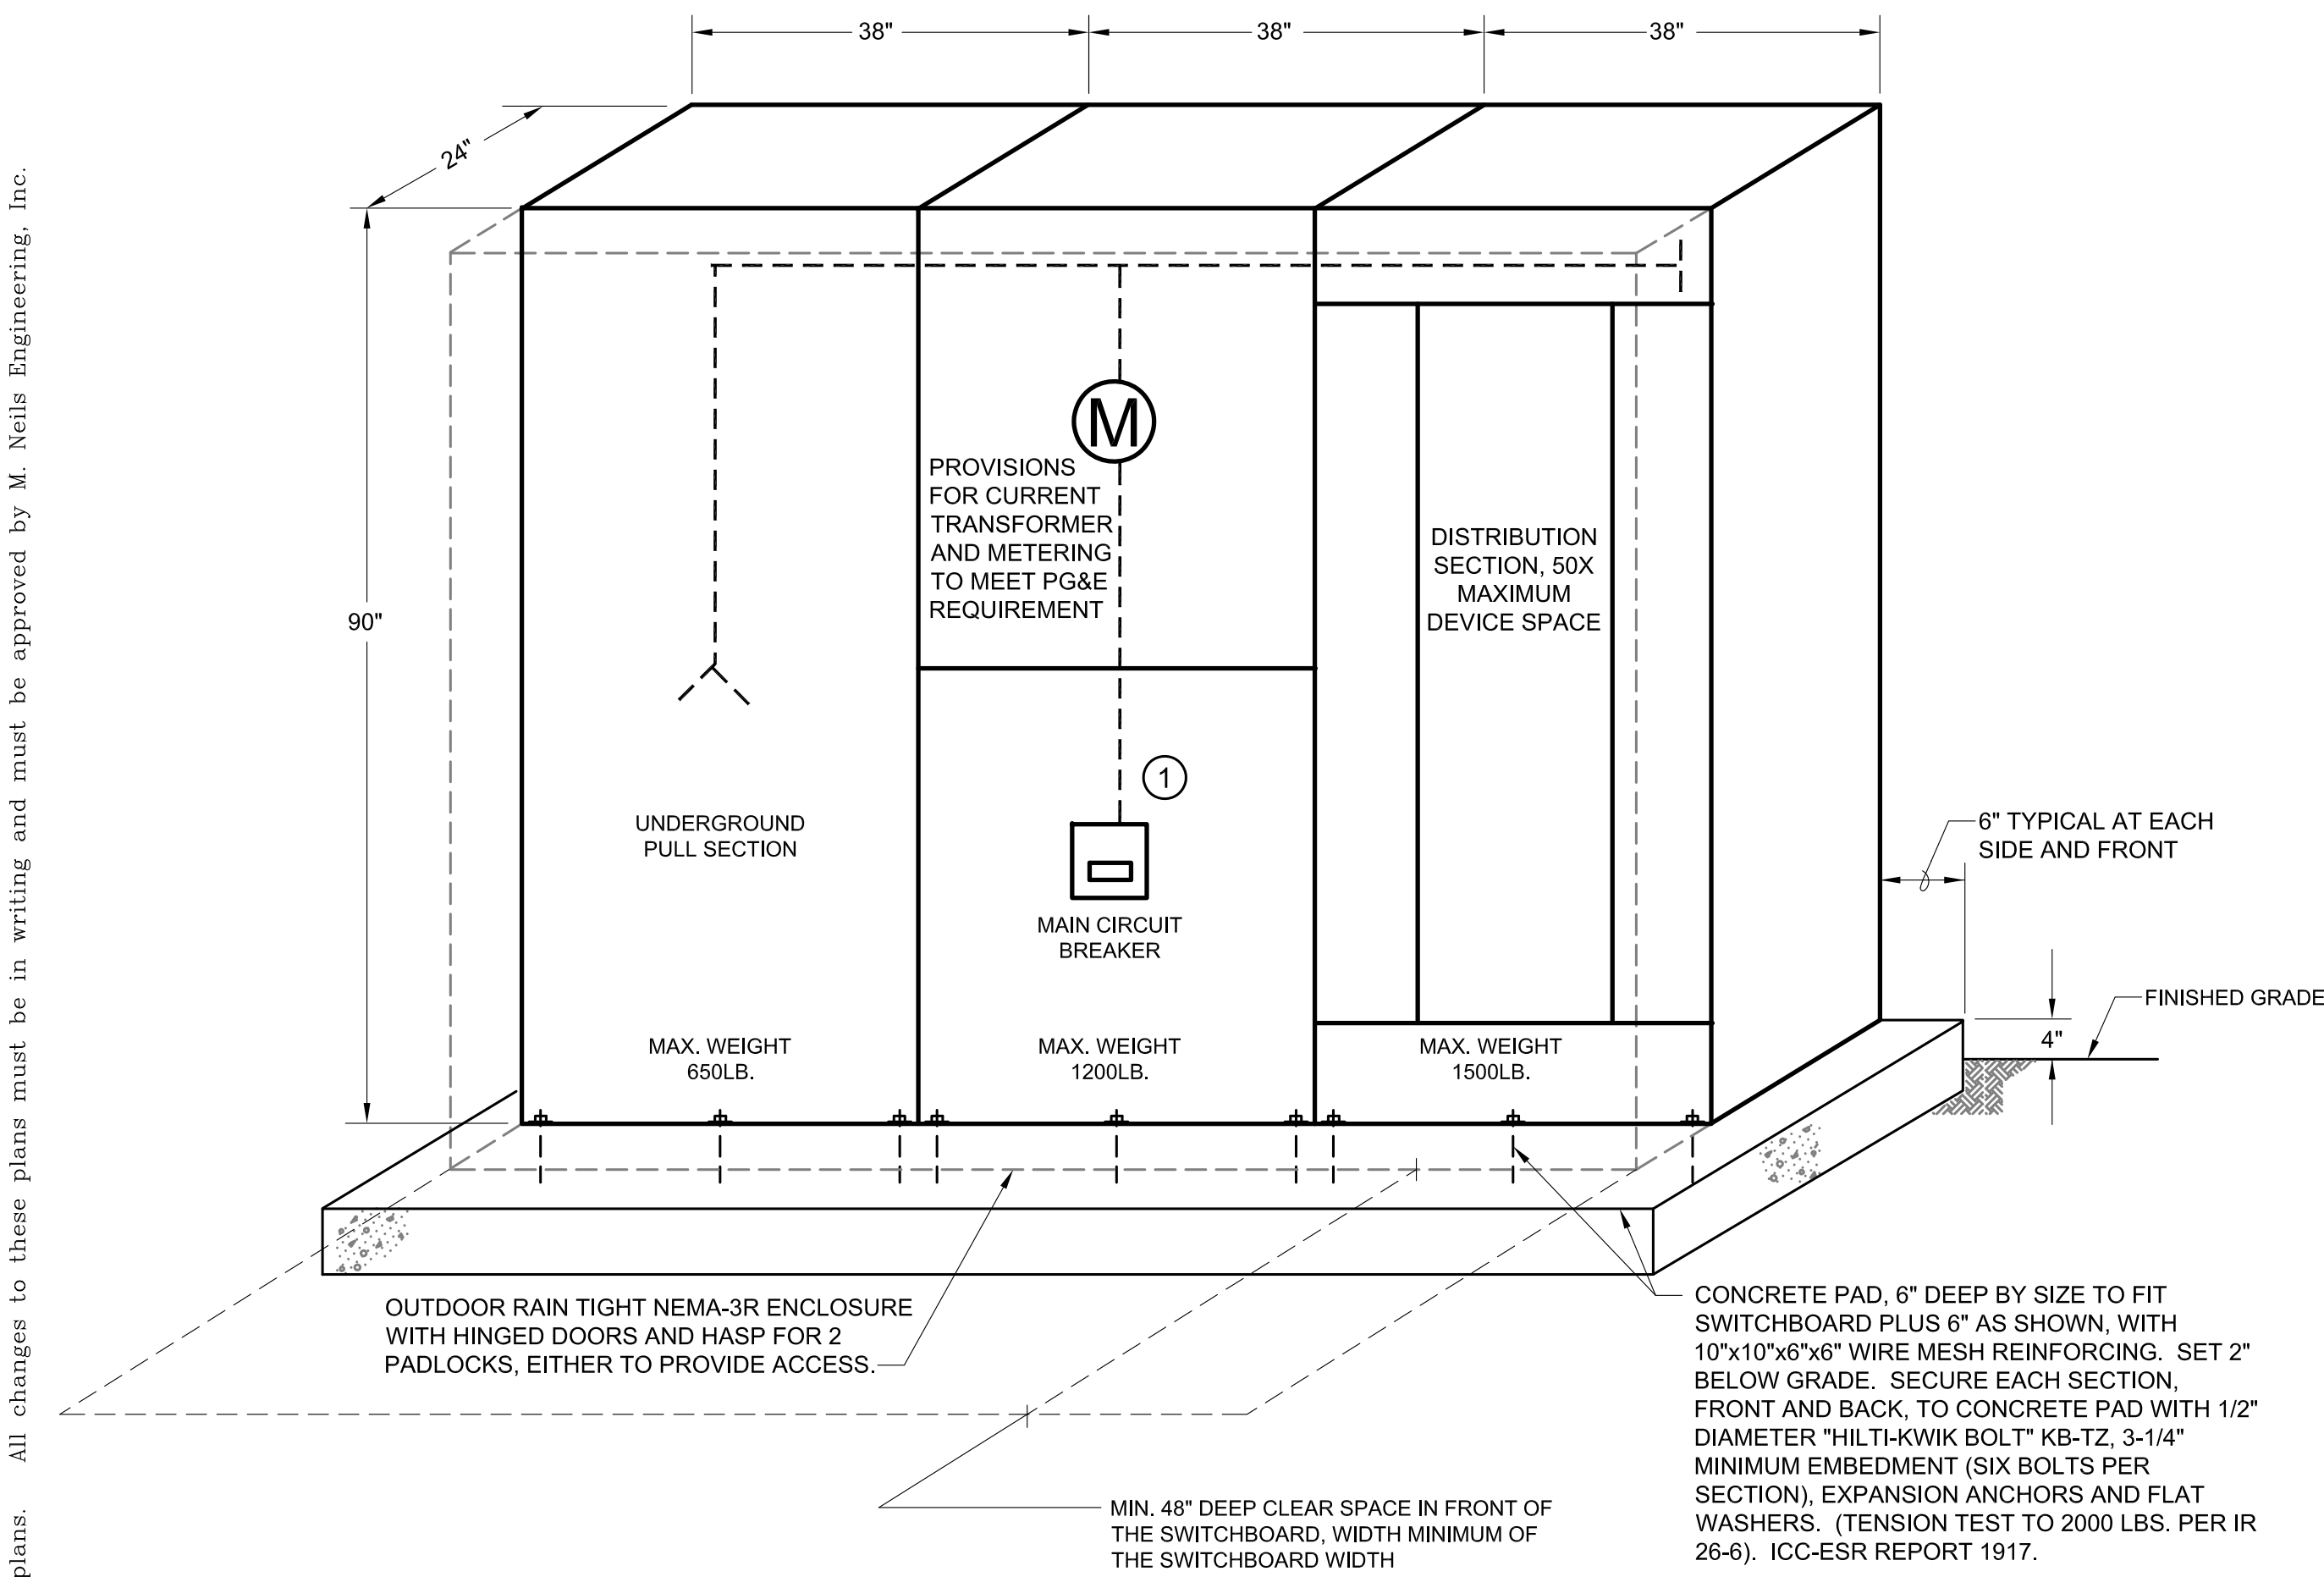 38" 38" 38"
24"
90"
M
PROVISIONS
FOR CURRENT
TRANSFORMER
AND METERING
TO MEET PG&E
REQUIREMENT
DISTRIBUTION
SECTION, 50X
MAXIMUM
DEVICE SPACE
1
UNDERGROUND
PULL SECTION
MAIN CIRCUIT
BREAKER
6" TYPICAL AT EACH
SIDE AND FRONT
FINISHED GRADE
4"
MAX. WEIGHT
650LB.
MAX. WEIGHT
1200LB.
MAX. WEIGHT
1500LB.
OUTDOOR RAIN TIGHT NEMA-3R ENCLOSURE
WITH HINGED DOORS AND HASP FOR 2
PADLOCKS, EITHER TO PROVIDE ACCESS.
CONCRETE PAD, 6" DEEP BY SIZE TO FIT
SWITCHBOARD PLUS 6" AS SHOWN, WITH
10"x10"x6"x6" WIRE MESH REINFORCING. SET 2"
BELOW GRADE. SECURE EACH SECTION,
FRONT AND BACK, TO CONCRETE PAD WITH 1/2"
DIAMETER "HILTI-KWIK BOLT" KB-TZ, 3-1/4"
MINIMUM EMBEDMENT (SIX BOLTS PER
SECTION), EXPANSION ANCHORS AND FLAT
WASHERS. (TENSION TEST TO 2000 LBS. PER IR
26-6). ICC-ESR REPORT 1917.
MIN. 48" DEEP CLEAR SPACE IN FRONT OF
THE SWITCHBOARD, WIDTH MINIMUM OF
THE SWITCHBOARD WIDTH
plans. All changes to these plans must be in writing and must be approved by M. Neils Engineering, Inc.